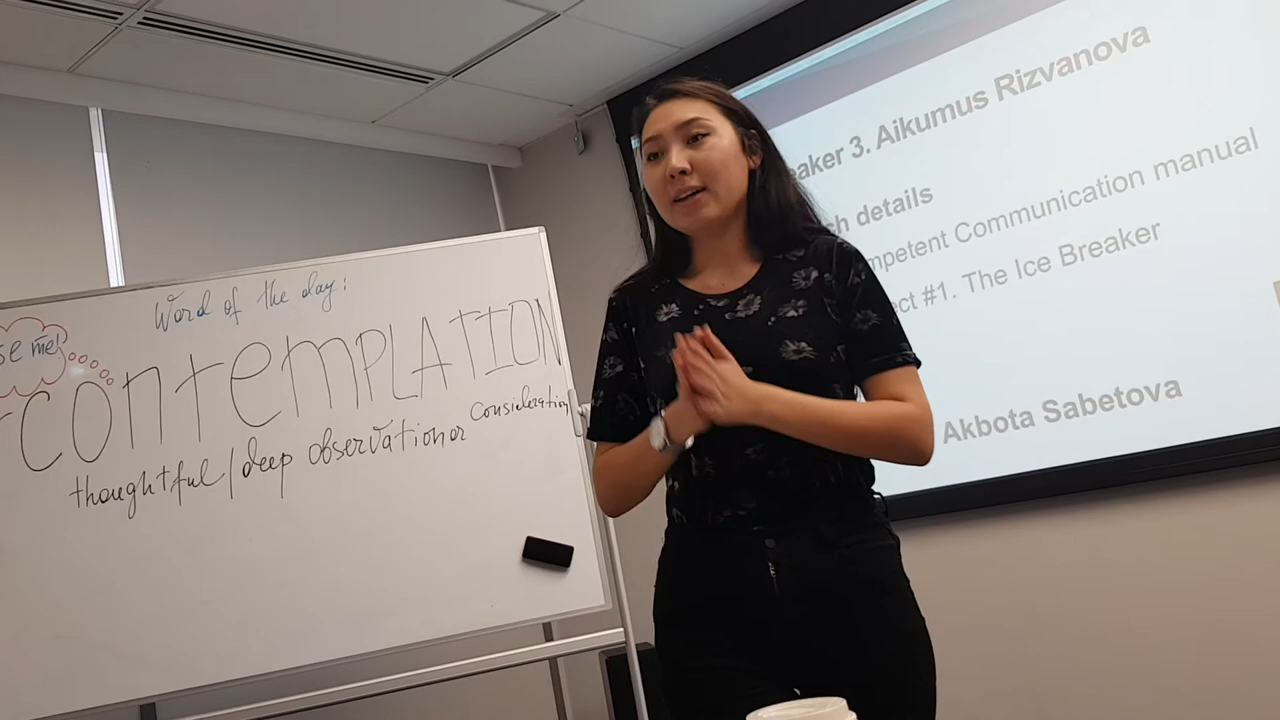 Word of the day:
se me!
contemPLATION
thoughtful/deep observation or consideration
eaker 3. Aikumus Rizvanova
ch details
mpetent Communication manual
ect #1. The Ice Breaker
Akbota Sabetova